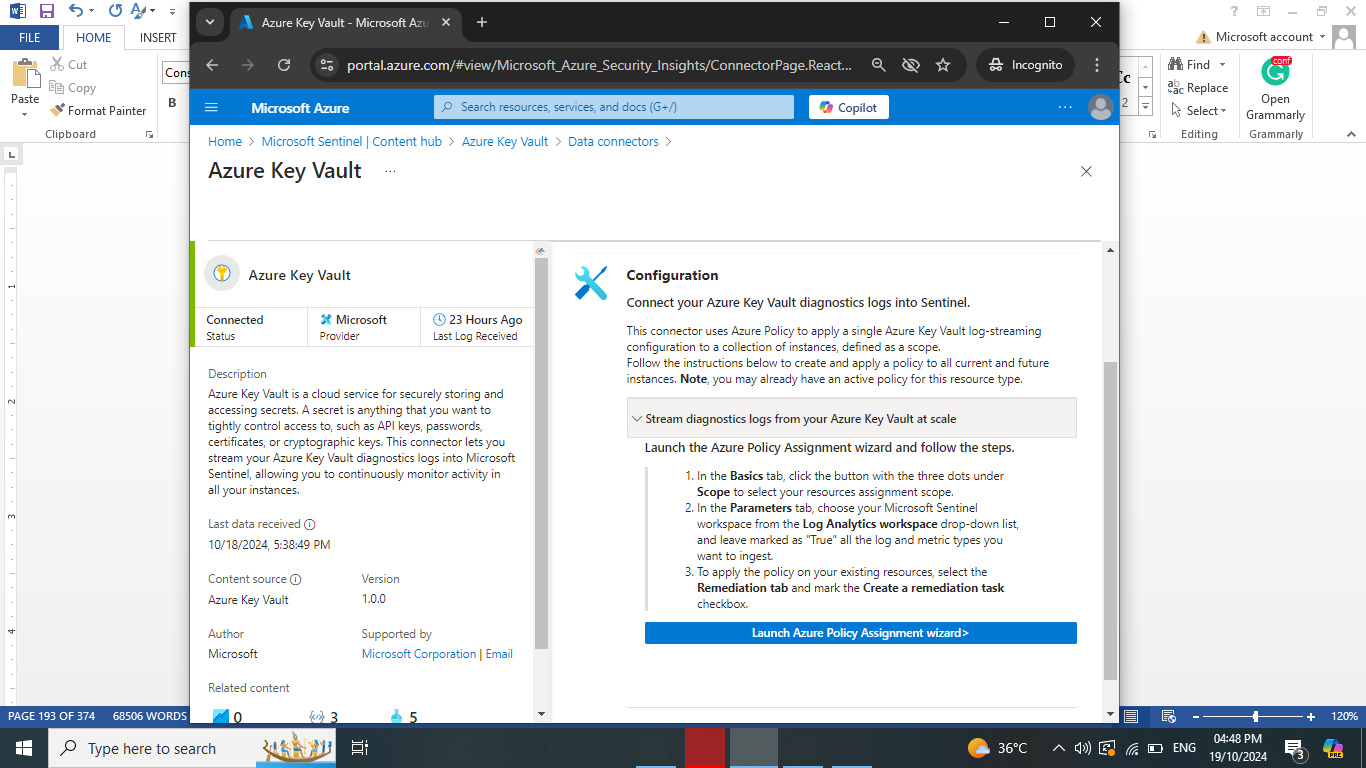 Azure Key Vault - Microsoft Azu
FILE
HOME
INSERT
Microsoft account
Paste
Cut
Copy
Format Painter
Clipboard
Cons
B
portal.azure.com/#view/Microsoft_Azure_Security_Insights/ConnectorPage.React...
Incognito
Find
Replace
Select
Editing
conf
Open
Grammarly
Grammarly
Microsoft Azure
Search resources, services, and docs (G+/)
Copilot
Home > Microsoft Sentinel | Content hub > Azure Key Vault > Data connectors >
Azure Key Vault
Azure Key Vault
Connected
Status
Microsoft
Provider
23 Hours Ago
Last Log Received
Description
Azure Key Vault is a cloud service for securely storing and
accessing secrets. A secret is anything that you want to
tightly control access to, such as API keys, passwords,
certificates, or cryptographic keys. This connector lets you
stream your Azure Key Vault diagnostics logs into Microsoft
Sentinel, allowing you to continuously monitor activity in
all your instances.
Last data received
10/18/2024, 5:38:49 PM
Content source
Azure Key Vault
Version
1.0.0
Author
Microsoft
Supported by
Microsoft Corporation | Email
Related content
0
3
5
Configuration
Connect your Azure Key Vault diagnostics logs into Sentinel.
This connector uses Azure Policy to apply a single Azure Key Vault log-streaming
configuration to a collection of instances, defined as a scope.
Follow the instructions below to create and apply a policy to all current and future
instances. Note, you may already have an active policy for this resource type.
Stream diagnostics logs from your Azure Key Vault at scale
Launch the Azure Policy Assignment wizard and follow the steps.
1. In the Basics tab, click the button with the three dots under
Scope to select your resources assignment scope.
2. In the Parameters tab, choose your Microsoft Sentinel
workspace from the Log Analytics workspace drop-down list,
and leave marked as "True" all the log and metric types you
want to ingest.
3. To apply the policy on your existing resources, select the
Remediation tab and mark the Create a remediation task
checkbox.
Launch Azure Policy Assignment wizard>
1
2
3
4
PAGE 193 OF 374
68506 WORDS
120%
Type here to search
36°C
ENG
04:48 PM
19/10/2024
3
PRE